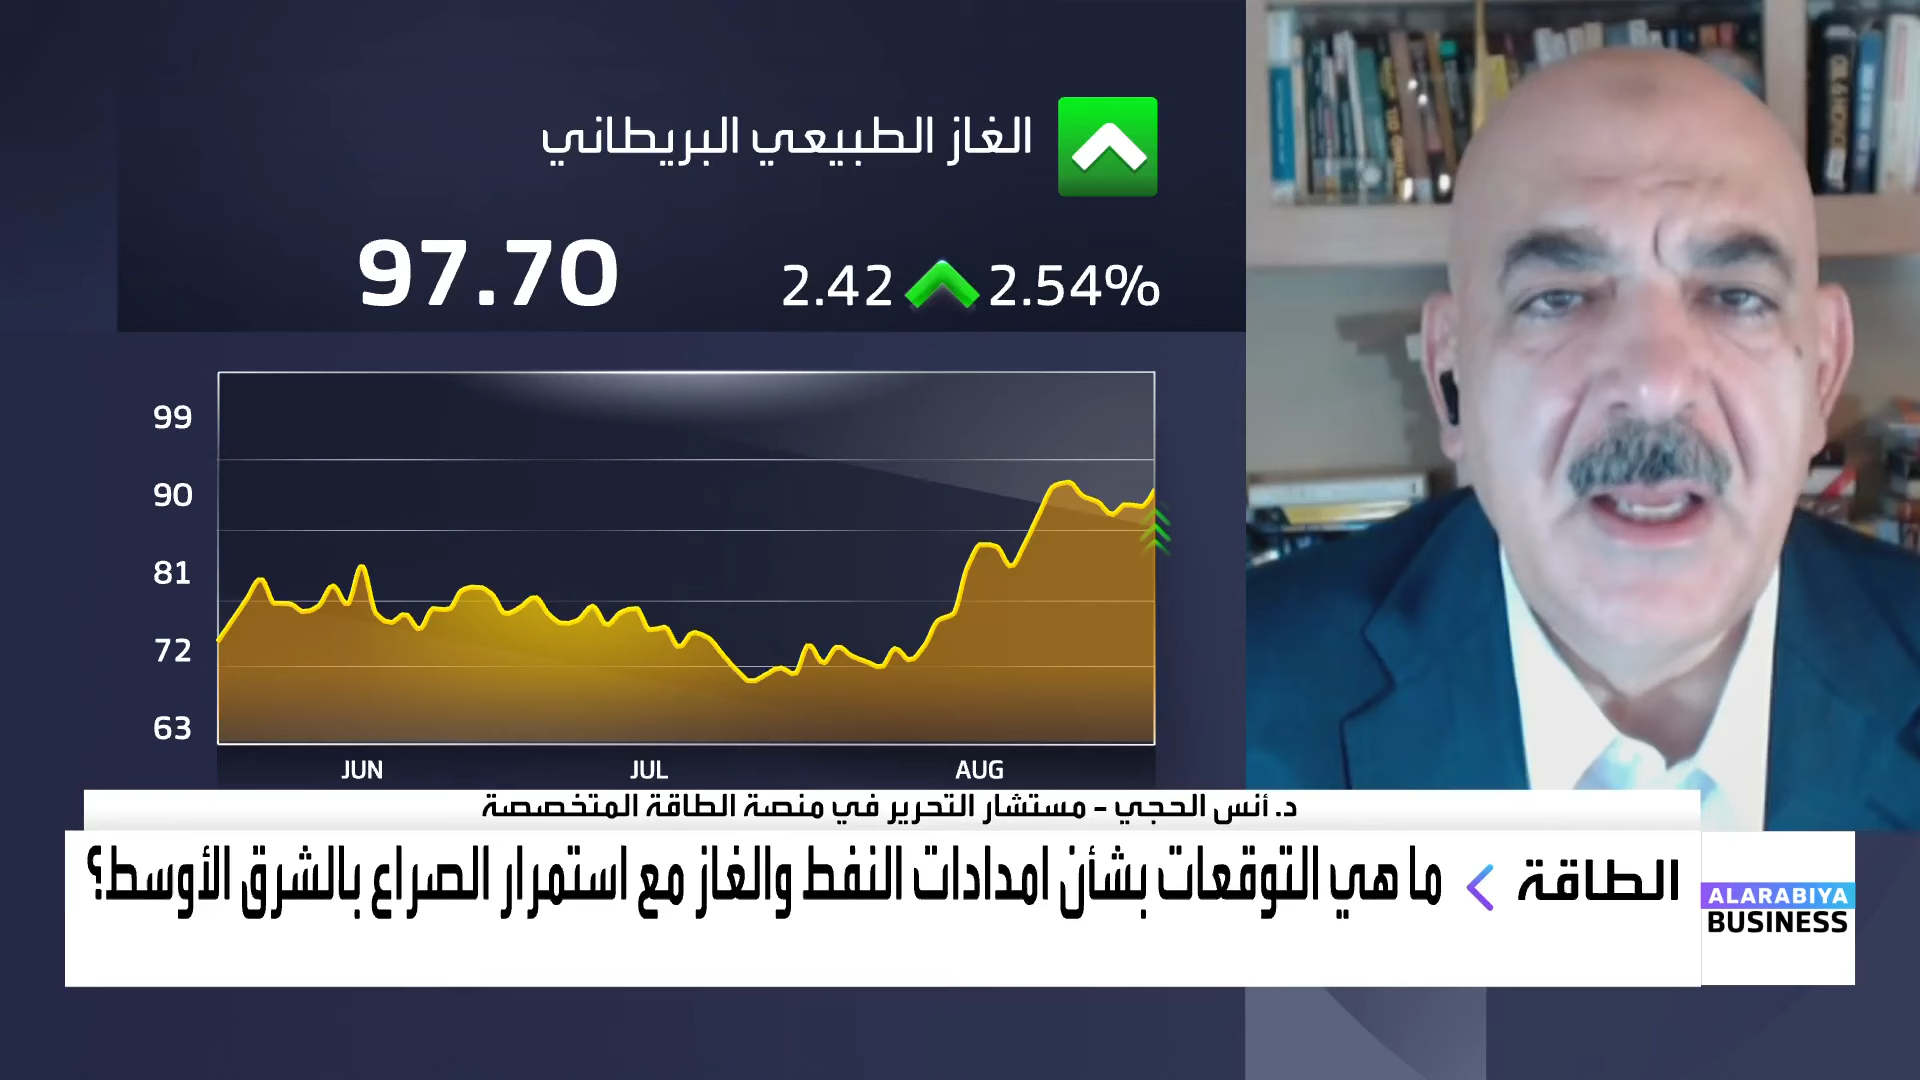 الغاز الطبيعي البريطاني
97.70
2.42
2.54%
99
90
81
72
63
JUN
JUL
AUG
د. أنس الحجي - مستشار التحرير في منصة الطاقة المتخصصة
الطاقة
ما هي التوقعات بشأن امدادات النفط والغاز مع استمرار الصراع بالشرق الأوسط؟
ALARABIYA
BUSINESS